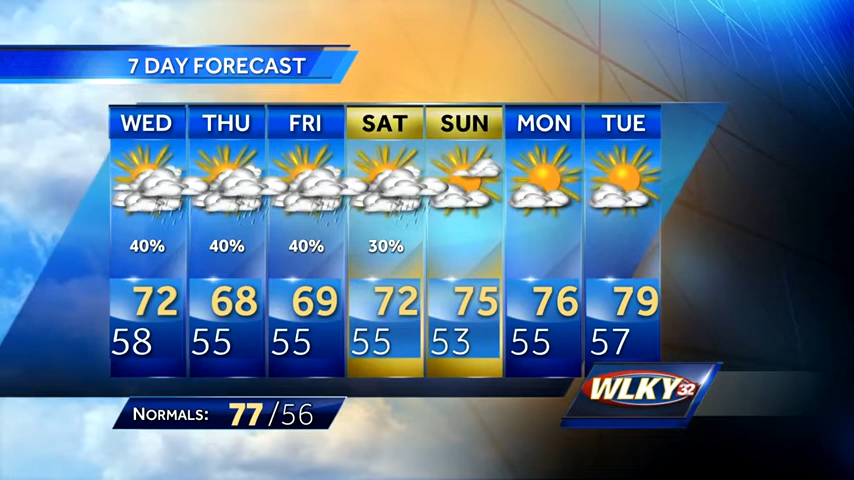 7 DAY FORECAST
WED THU FRI SAT SUN MON TUE
40% 40% 40% 30%
72 68 69 72 75 76 79
58 55 55 55 53 55 57
WLKY 32
NORMALS: 77/56